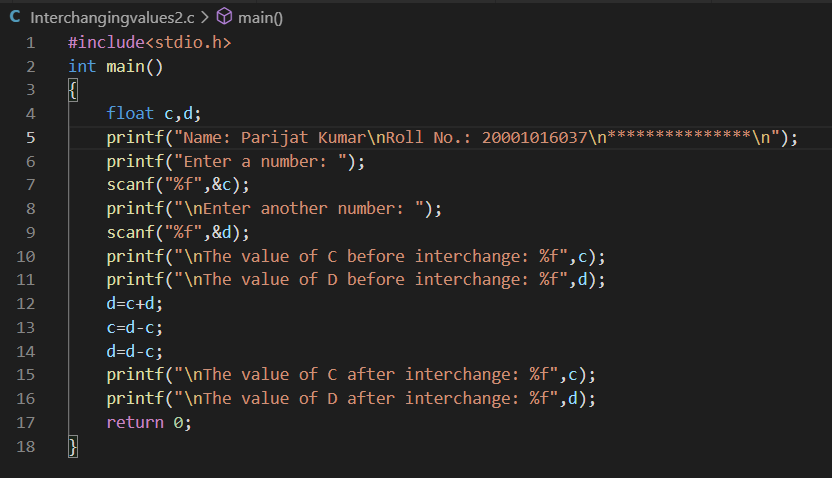 C Interchangingvalues2.c > main()
1 #include<stdio.h>
2 int main()
3 {
4 float c,d;
5 printf("Name: Parijat Kumar\nRoll No.: 20001016037\n***************\n");
6 printf("Enter a number: ");
7 scanf("%f",&c);
8 printf("\nEnter another number: ");
9 scanf("%f",&d);
10 printf("\nThe value of C before interchange: %f",c);
11 printf("\nThe value of D before interchange: %f",d);
12 d=c+d;
13 c=d-c;
14 d=d-c;
15 printf("\nThe value of C after interchange: %f",c);
16 printf("\nThe value of D after interchange: %f",d);
17 return 0;
18 }